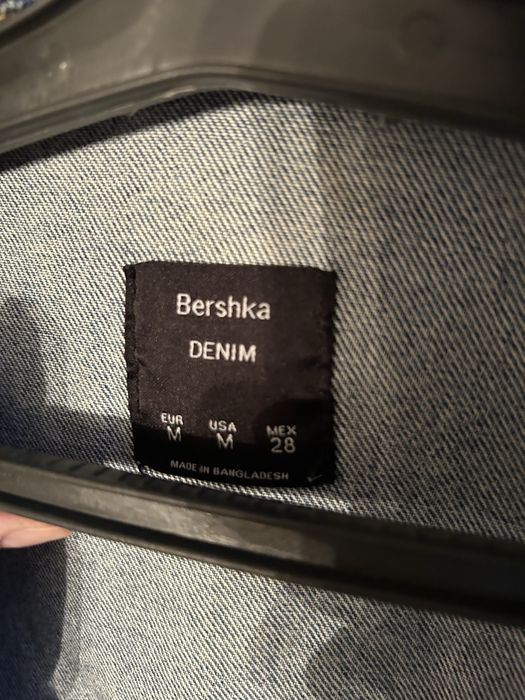 Bershka
DENIM
EUR USA MEX
M M 28
MADE IN BANGLADESH